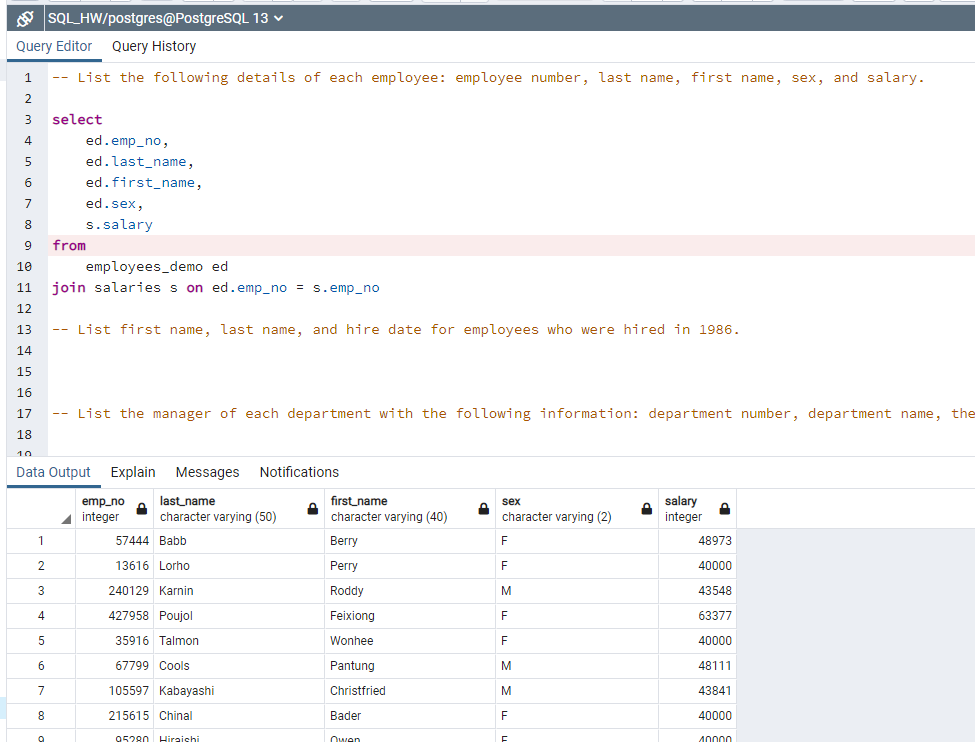 SQL_HW/postgres@PostgreSQL 13
Query Editor Query History
1 -- List the following details of each employee: employee number, last name, first name, sex, and salary.
2
3 select
4 ed.emp_no,
5 ed.last_name,
6 ed.first_name,
7 ed.sex,
8 s.salary
9 from
10 employees_demo ed
11 join salaries s on ed.emp_no = s.emp_no
12
13 -- List first name, last name, and hire date for employees who were hired in 1986.
14
15
16
17 -- List the manager of each department with the following information: department number, department name, the
18
19
Data Output Explain Messages Notifications
emp_no last_name first_name sex salary
integer character varying (50) character varying (40) character varying (2) integer
1 57444 Babb Berry F 48973
2 13616 Lorho Perry F 40000
3 240129 Karnin Roddy M 43548
4 427958 Poujol Feixiong F 63377
5 35916 Talmon Wonhee F 40000
6 67799 Cools Pantung M 48111
7 105597 Kabayashi Christfried M 43841
8 215615 Chinal Bader F 40000
9 95280 Hiraishi Owen F 40000